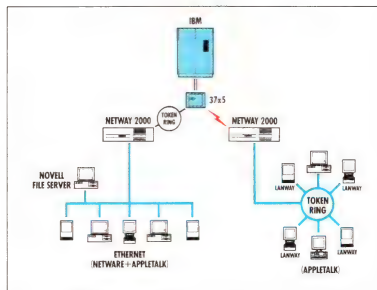 IBM
37x5
TOKEN
RING
NETWAY 2000
NETWAY 2000
NOVELL
FILE SERVER
LANWAY
LANWAY
TOKEN
RING
LANWAY
LANWAY
ETHERNET
(NETWARE+APPLETALK)
(APPLETALK)